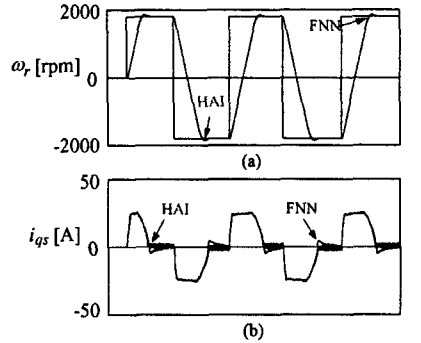 2000
FNN
ω_r [rpm]
0
HAI
-2000
(a)
50
HAI
FNN
i_qs [A]
0
-50
(b)